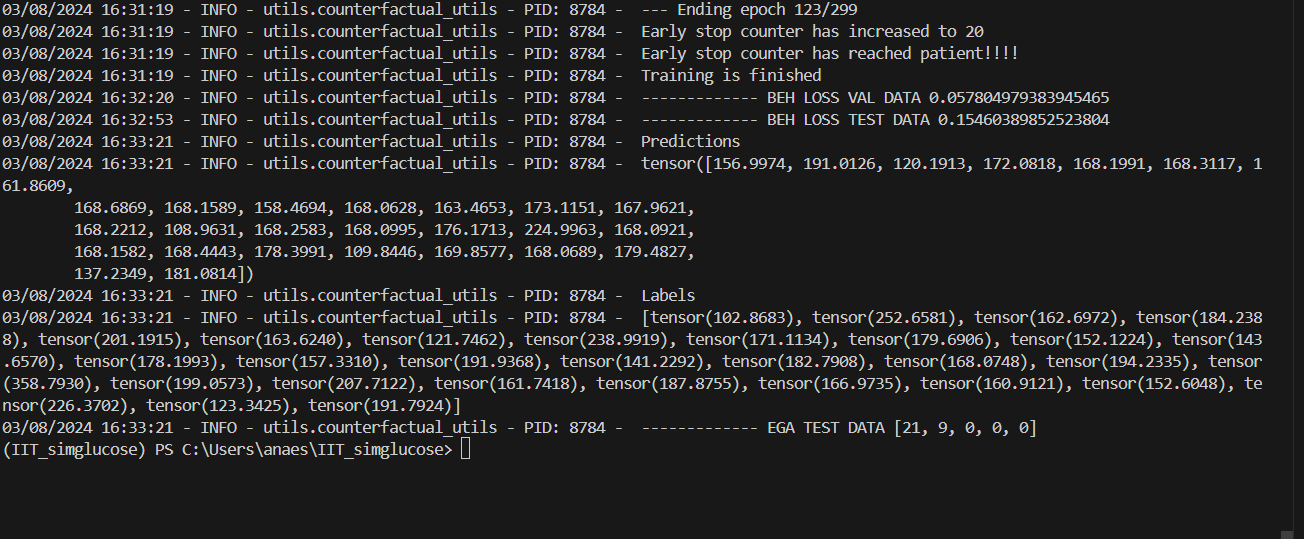 03/08/2024 16:31:19 - INFO - utils.counterfactual_utils - PID: 8784 -  --- Ending epoch 123/299
03/08/2024 16:31:19 - INFO - utils.counterfactual_utils - PID: 8784 -  Early stop counter has increased to 20
03/08/2024 16:31:19 - INFO - utils.counterfactual_utils - PID: 8784 -  Early stop counter has reached patient!!!!
03/08/2024 16:31:19 - INFO - utils.counterfactual_utils - PID: 8784 -  Training is finished
03/08/2024 16:32:20 - INFO - utils.counterfactual_utils - PID: 8784 -  ------------- BEH LOSS VAL DATA 0.057804979383945465
03/08/2024 16:32:53 - INFO - utils.counterfactual_utils - PID: 8784 -  ------------- BEH LOSS TEST DATA 0.15460389852523804
03/08/2024 16:33:21 - INFO - utils.counterfactual_utils - PID: 8784 -  Predictions
03/08/2024 16:33:21 - INFO - utils.counterfactual_utils - PID: 8784 -  tensor([156.9974, 191.0126, 120.1913, 172.0818, 168.1991, 168.3117, 1
61.8609,
        168.6869, 168.1589, 158.4694, 168.0628, 163.4653, 173.1151, 167.9621,
        168.2212, 108.9631, 168.2583, 168.0995, 176.1713, 224.9963, 168.0921,
        168.1582, 168.4443, 178.3991, 109.8446, 169.8577, 168.0689, 179.4827,
        137.2349, 181.0814])
03/08/2024 16:33:21 - INFO - utils.counterfactual_utils - PID: 8784 -  Labels
03/08/2024 16:33:21 - INFO - utils.counterfactual_utils - PID: 8784 -  [tensor(102.8683), tensor(252.6581), tensor(162.6972), tensor(184.238
8), tensor(201.1915), tensor(163.6240), tensor(121.7462), tensor(238.9919), tensor(171.1134), tensor(179.6906), tensor(152.1224), tensor(143
.6570), tensor(178.1993), tensor(157.3310), tensor(191.9368), tensor(141.2292), tensor(182.7908), tensor(168.0748), tensor(194.2335), tensor
(358.7930), tensor(199.0573), tensor(207.7122), tensor(161.7418), tensor(187.8755), tensor(166.9735), tensor(160.9121), tensor(152.6048), te
nsor(226.3702), tensor(123.3425), tensor(191.7924)]
03/08/2024 16:33:21 - INFO - utils.counterfactual_utils - PID: 8784 -  ------------- EGA TEST DATA [21, 9, 0, 0, 0]
(IIT_simglucose) PS C:\Users\anaes\IIT_simglucose>